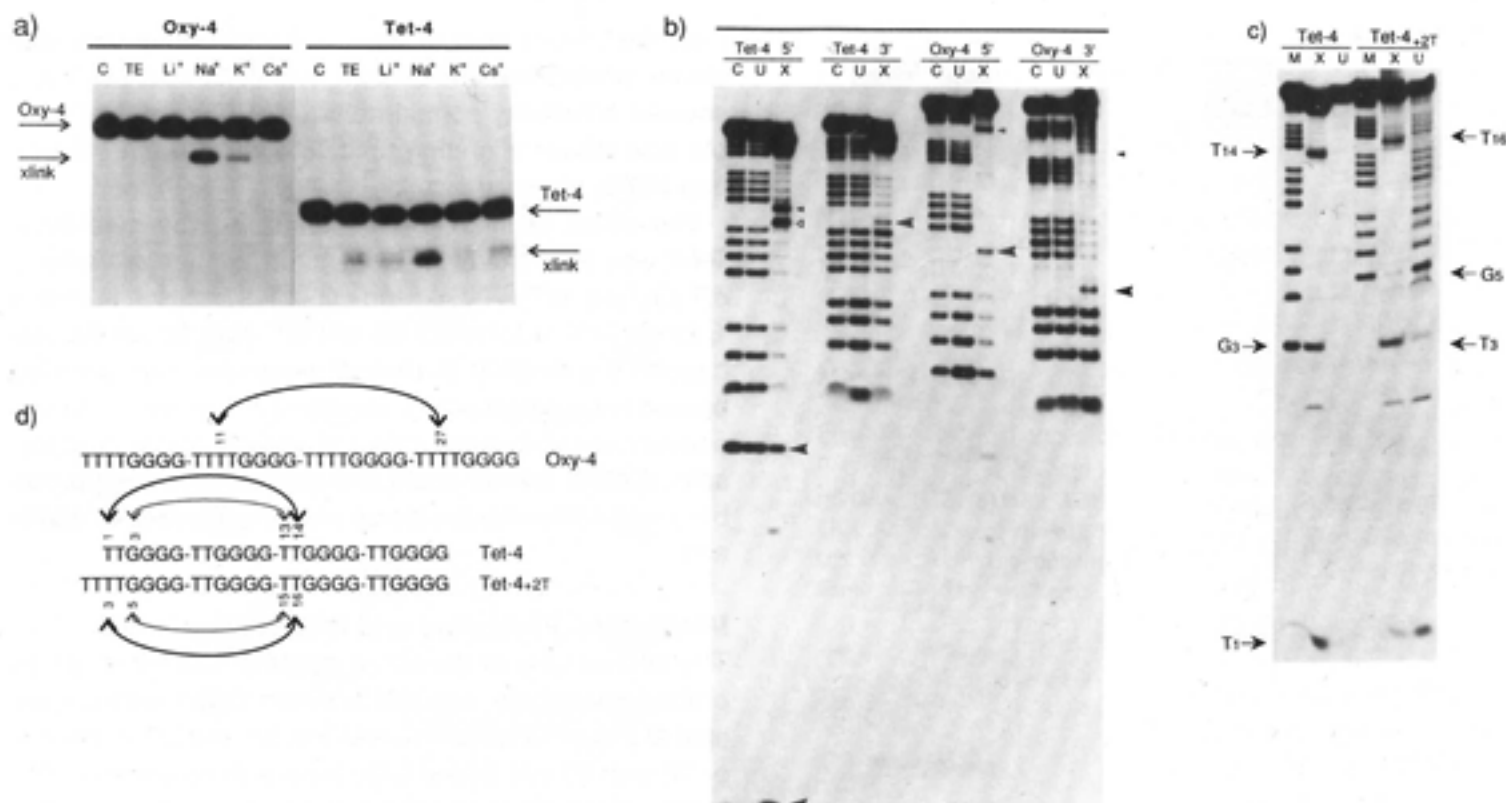 a)
Oxy-4 Tet-4
C TE Li⁺ Na⁺ K⁺ Cs⁺ C TE Li⁺ Na⁺ K⁺ Cs⁺
Oxy-4
xlink
Tet-4
xlink
b)
Tet-4 5' Tet-4 3' Oxy-4 5' Oxy-4 3'
C U X C U X C U X C U X
c)
Tet-4 Tet-4+2T
M X U M X U
T14
T16
G5
G3
T3
T1
d)
11 27
TTTTGGGG-TTTTGGGG-TTTTGGGG-TTTTGGGG Oxy-4
1 3 13 14
TTGGGG-TTGGGG-TTGGGG-TTGGGG Tet-4
TTTTGGGG-TTGGGG-TTGGGG-TTGGGG Tet-4+2T
3 5 15 16